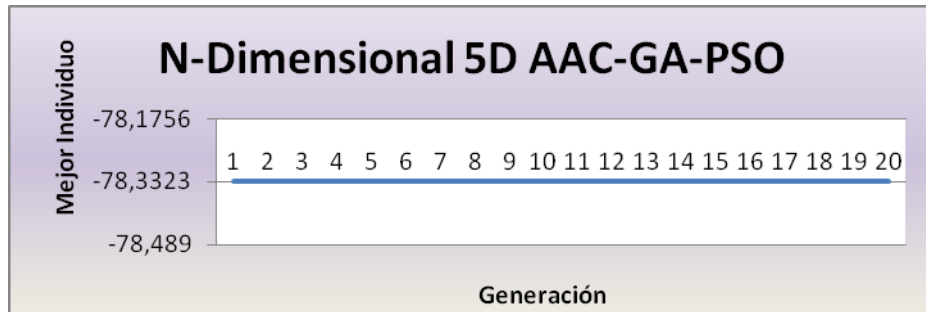 N-Dimensional 5D AAC-GA-PSO
Mejor Individuo
-78,1756
1 2 3 4 5 6 7 8 9 10 11 12 13 14 15 16 17 18 19 20
-78,3323
-78,489
Generación